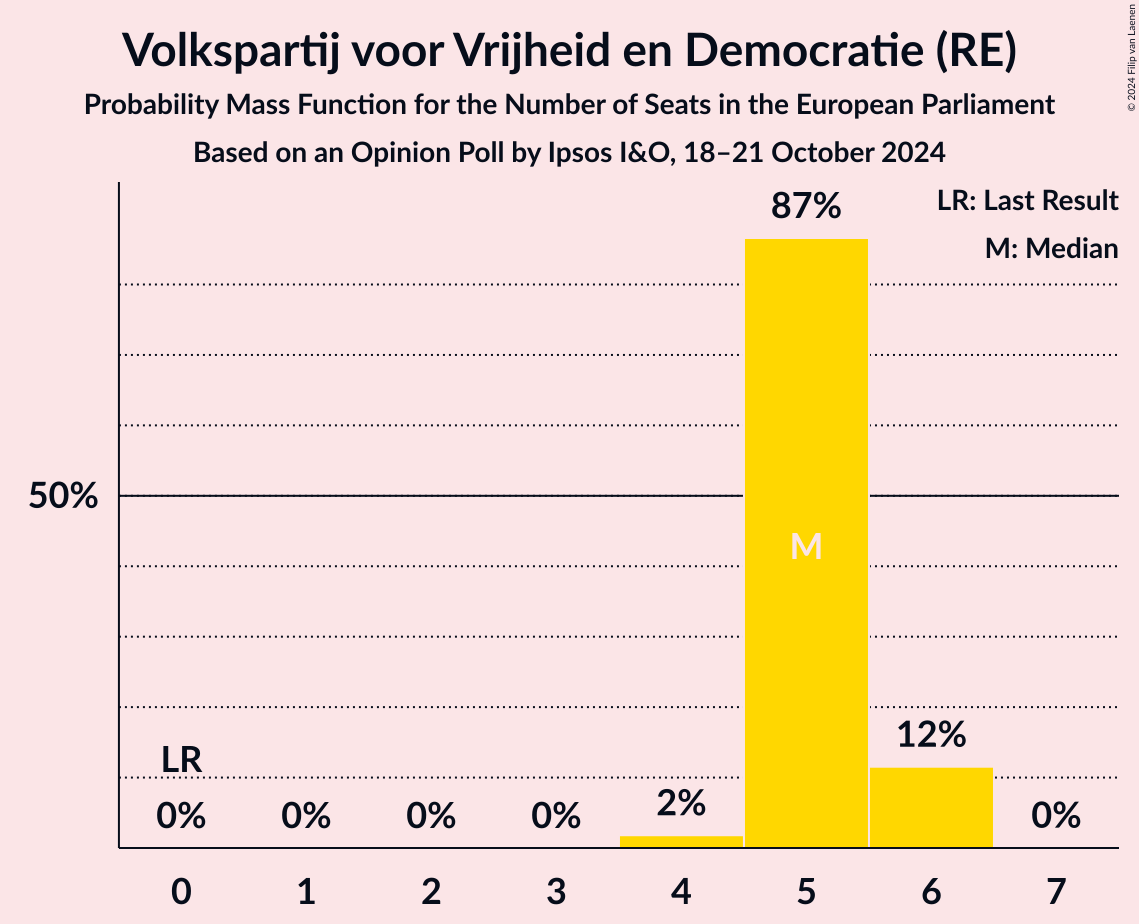 Volkspartij voor Vrijheid en Democratie (RE)
Probability Mass Function for the Number of Seats in the European Parliament
Based on an Opinion Poll by Ipsos I&O, 18–21 October 2024
© 2024 Filip van Laenen
LR: Last Result
M: Median
87%
50%
M
12%
LR
2%
0% 0% 0% 0% 0%
0 1 2 3 4 5 6 7